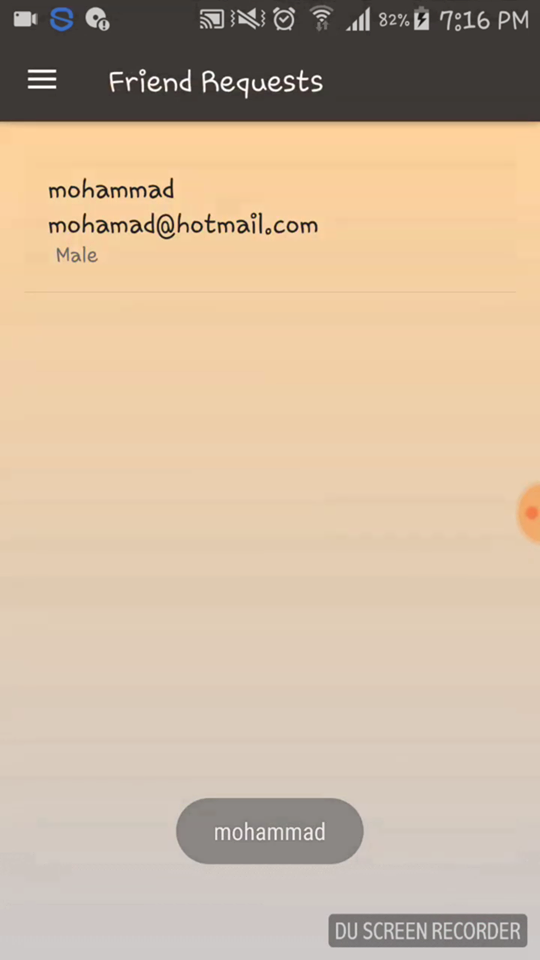 82% 7:16 PM
Friend Requests
mohammad
mohamad@hotmail.com
Male
mohammad
DU SCREEN RECORDER